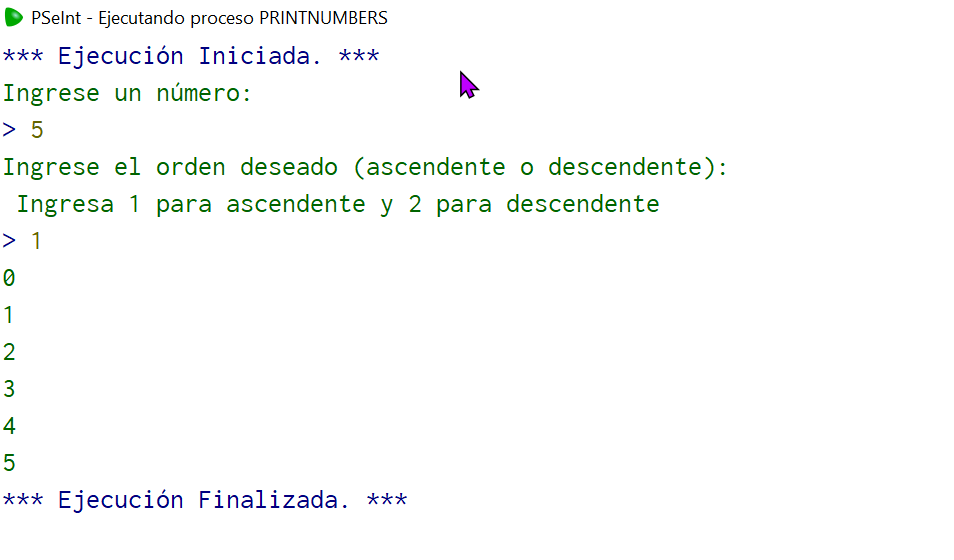 PSeInt - Ejecutando proceso PRINTNUMBERS
*** Ejecución Iniciada. ***
Ingrese un número:
> 5
Ingrese el orden deseado (ascendente o descendente):
 Ingresa 1 para ascendente y 2 para descendente
> 1
0
1
2
3
4
5
*** Ejecución Finalizada. ***